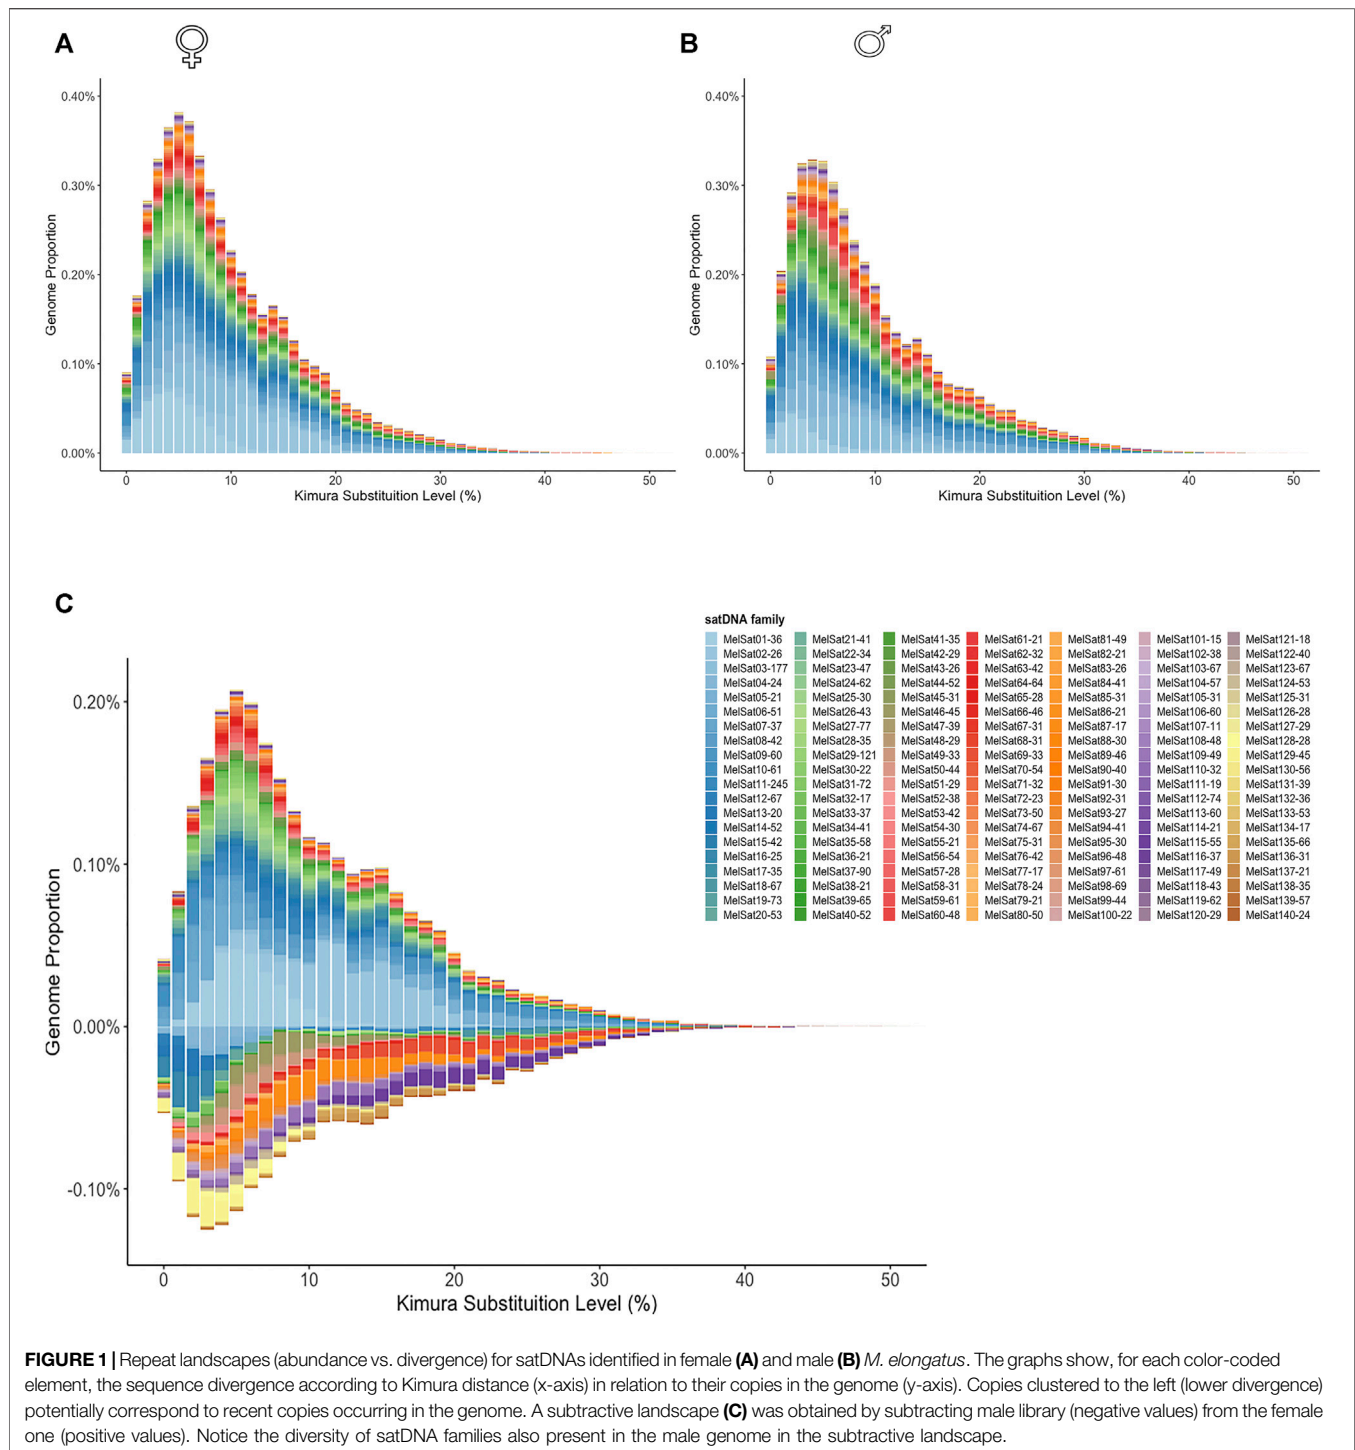 A
B
0.40%
0.30%
0.20%
0.10%
0.00%
Genome Proportion
0 10 20 30 40 50
Kimura Substituition Level (%)
0.40%
0.30%
0.20%
0.10%
0.00%
Genome Proportion
0 10 20 30 40 50
Kimura Substituition Level (%)
C
satDNA family
MelSat01-36 MelSat21-41 MelSat41-35 MelSat61-21 MelSat81-49 MelSat101-15 MelSat121-18
MelSat02-26 MelSat22-34 MelSat42-29 MelSat62-32 MelSat82-21 MelSat102-38 MelSat122-40
MelSat03-177 MelSat23-47 MelSat43-26 MelSat63-42 MelSat83-26 MelSat103-67 MelSat123-67
MelSat04-24 MelSat24-62 MelSat44-52 MelSat64-64 MelSat84-41 MelSat104-57 MelSat124-53
MelSat05-21 MelSat25-30 MelSat45-31 MelSat65-28 MelSat85-31 MelSat105-31 MelSat125-31
MelSat06-51 MelSat26-43 MelSat46-45 MelSat66-46 MelSat86-21 MelSat106-60 MelSat126-28
MelSat07-37 MelSat27-77 MelSat47-39 MelSat67-31 MelSat87-17 MelSat107-11 MelSat127-29
MelSat08-42 MelSat28-35 MelSat48-29 MelSat68-31 MelSat88-30 MelSat108-48 MelSat128-28
MelSat09-60 MelSat29-121 MelSat49-33 MelSat69-33 MelSat89-46 MelSat109-49 MelSat129-45
MelSat10-61 MelSat30-22 MelSat50-44 MelSat70-54 MelSat90-40 MelSat110-32 MelSat130-56
MelSat11-245 MelSat31-72 MelSat51-29 MelSat71-32 MelSat91-30 MelSat111-19 MelSat131-39
MelSat12-67 MelSat32-17 MelSat52-38 MelSat72-23 MelSat92-31 MelSat112-74 MelSat132-36
MelSat13-20 MelSat33-37 MelSat53-42 MelSat73-50 MelSat93-27 MelSat113-60 MelSat133-53
MelSat14-52 MelSat34-41 MelSat54-30 MelSat74-67 MelSat94-41 MelSat114-21 MelSat134-17
MelSat15-42 MelSat35-58 MelSat55-21 MelSat75-31 MelSat95-30 MelSat115-55 MelSat135-66
MelSat16-25 MelSat36-21 MelSat56-54 MelSat76-42 MelSat96-48 MelSat116-37 MelSat136-31
MelSat17-35 MelSat37-90 MelSat57-28 MelSat77-17 MelSat97-61 MelSat117-49 MelSat137-21
MelSat18-67 MelSat38-21 MelSat58-31 MelSat78-24 MelSat98-69 MelSat118-43 MelSat138-35
MelSat19-73 MelSat39-65 MelSat59-61 MelSat79-21 MelSat99-44 MelSat119-62 MelSat139-57
MelSat20-53 MelSat40-52 MelSat60-48 MelSat80-50 MelSat100-22 MelSat120-29 MelSat140-24
0.20%
0.10%
0.00%
-0.10%
Genome Proportion
0 10 20 30 40 50
Kimura Substituition Level (%)
FIGURE 1 | Repeat landscapes (abundance vs. divergence) for satDNAs identified in female (A) and male (B) M. elongatus. The graphs show, for each color-coded
element, the sequence divergence according to Kimura distance (x-axis) in relation to their copies in the genome (y-axis). Copies clustered to the left (lower divergence)
potentially correspond to recent copies occurring in the genome. A subtractive landscape (C) was obtained by subtracting male library (negative values) from the female
one (positive values). Notice the diversity of satDNA families also present in the male genome in the subtractive landscape.